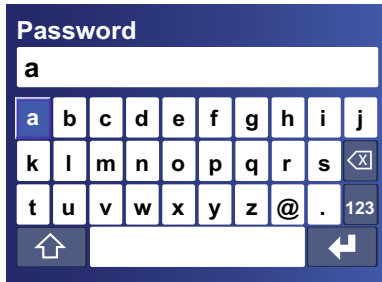 Password
a
a b c d e f g h i j
k l m n o p q r s
t u v w x y z @ . 123